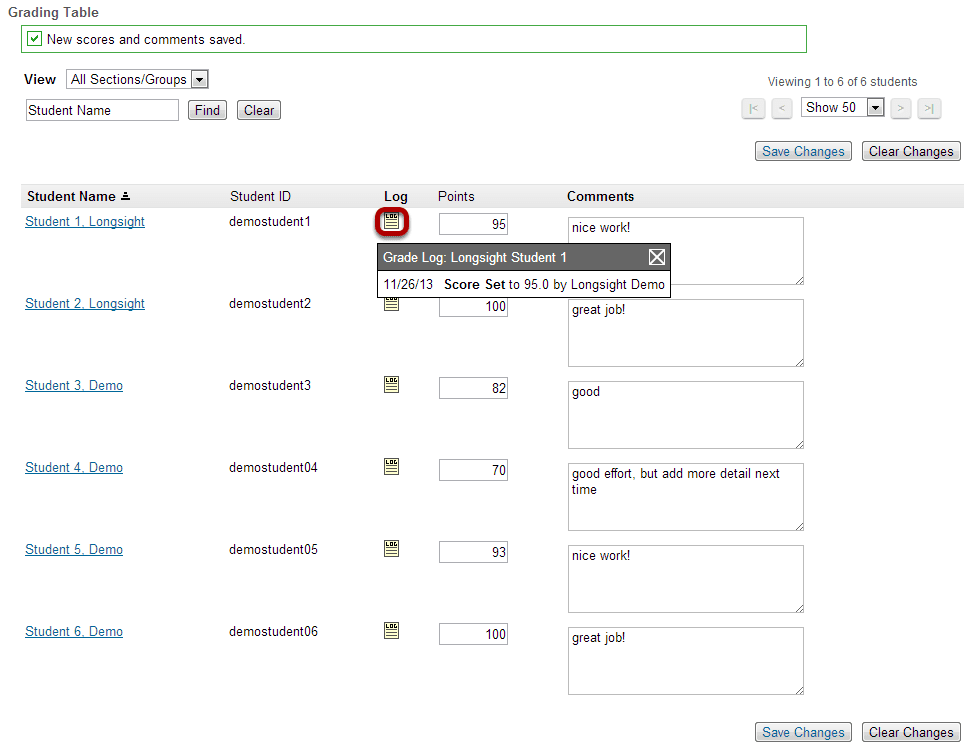 Grading Table
New scores and comments saved.
View All Sections/Groups
Viewing 1 to 6 of 6 students
Student Name Find Clear
|< < Show 50 > >|
Save Changes Clear Changes
Student Name Student ID Log Points Comments
Student 1, Longsight demostudent1 LOG 95 nice work!
Grade Log: Longsight Student 1
11/26/13 Score Set to 95.0 by Longsight Demo
Student 2, Longsight demostudent2 100 great job!
Student 3, Demo demostudent3 LOG 82 good
Student 4, Demo demostudent04 LOG 70 good effort, but add more detail next
time
Student 5, Demo demostudent05 LOG 93 nice work!
Student 6, Demo demostudent06 LOG 100 great job!
Save Changes Clear Changes